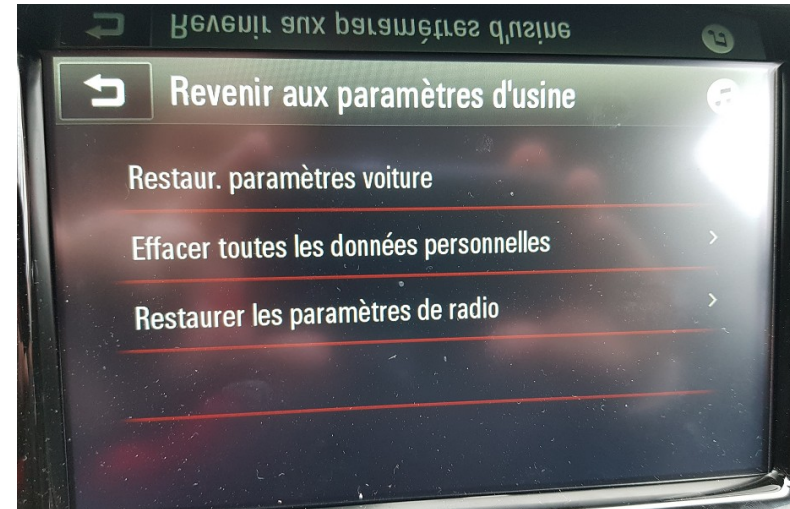 Revenir aux paramètres d'usine
Revenir aux paramètres d'usine
Restaur. paramètres voiture
Effacer toutes les données personnelles
Restaurer les paramètres de radio